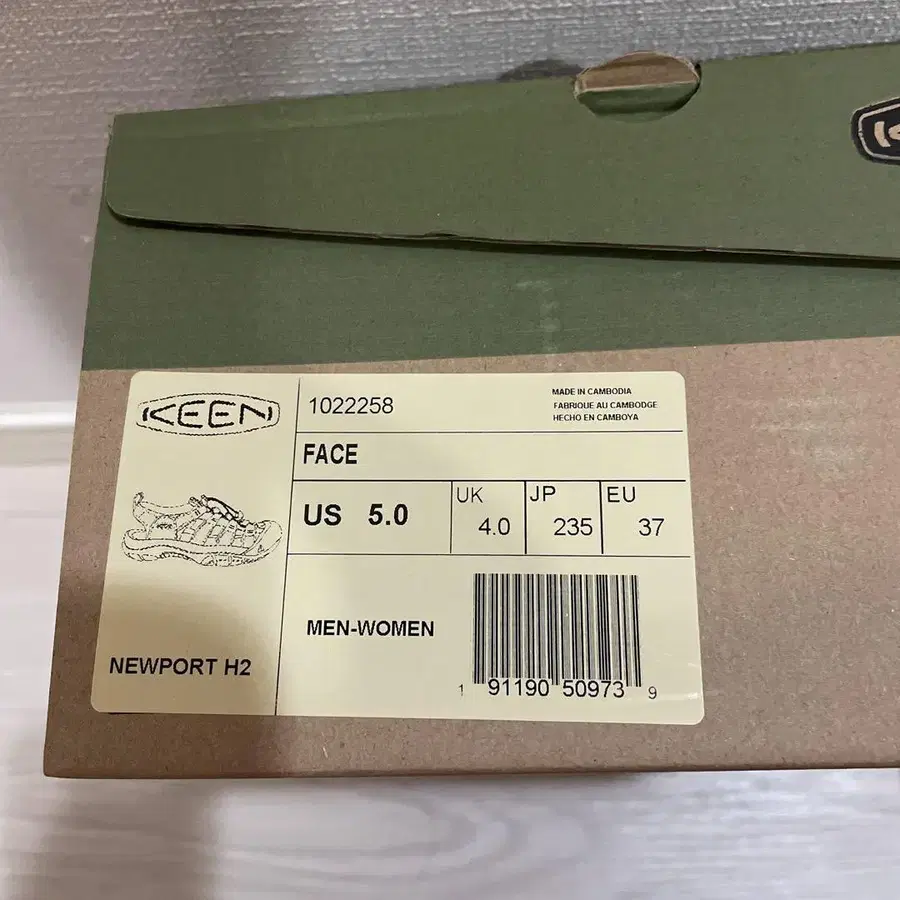 KEEN
1022258
MADE IN CAMBODIA
FABRIQUE AU CAMBODGE
HECHO EN CAMBOYA
FACE
US 5.0
UK 4.0
JP 235
EU 37
KEEN
MEN-WOMEN
NEWPORT H2
1 91190 50973 9